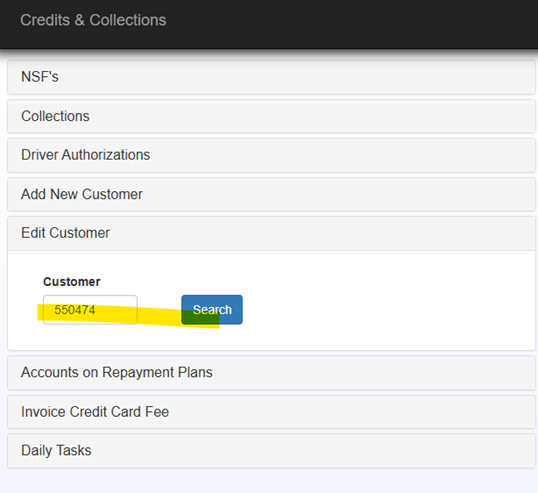 Credits & Collections
NSF's
Collections
Driver Authorizations
Add New Customer
Edit Customer
Customer
550474 Search
Accounts on Repayment Plans
Invoice Credit Card Fee
Daily Tasks